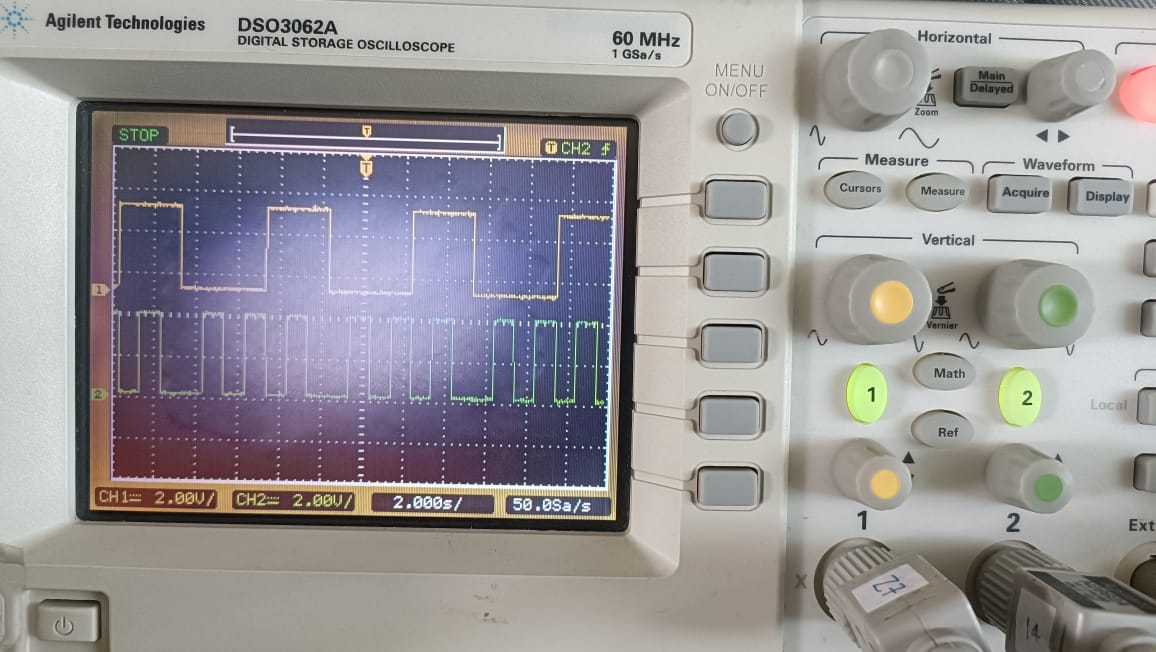 Agilent Technologies
DSO3062A
DIGITAL STORAGE OSCILLOSCOPE
60 MHz
1 GSa/s
MENU
ON/OFF
STOP
T
T CH2
T
1
2
CH1 2.00V/
CH2 2.00V/
2.000s/
50.0Sa/s
Horizontal
Main
Delayed
Zoom
Measure
Cursors
Measure
Waveform
Acquire
Display
Vertical
Vernier
1
Math
2
Local
Ref
1
2
Ext
X